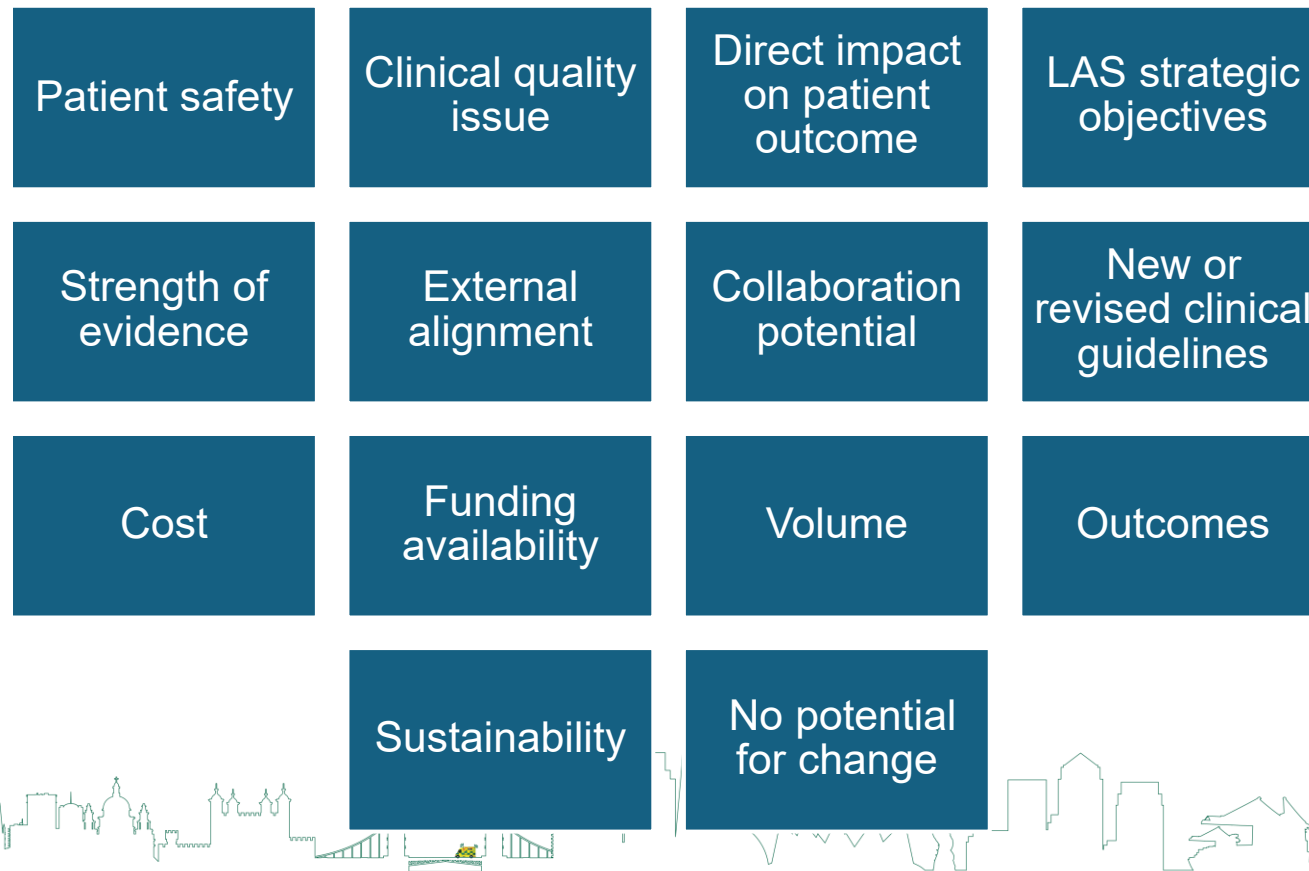 Patient safety
Clinical quality
issue
Direct impact
on patient
outcome
LAS strategic
objectives
Strength of
evidence
External
alignment
Collaboration
potential
New or
revised clinical
guidelines
Cost
Funding
availability
Volume
Outcomes
Sustainability
No potential
for change